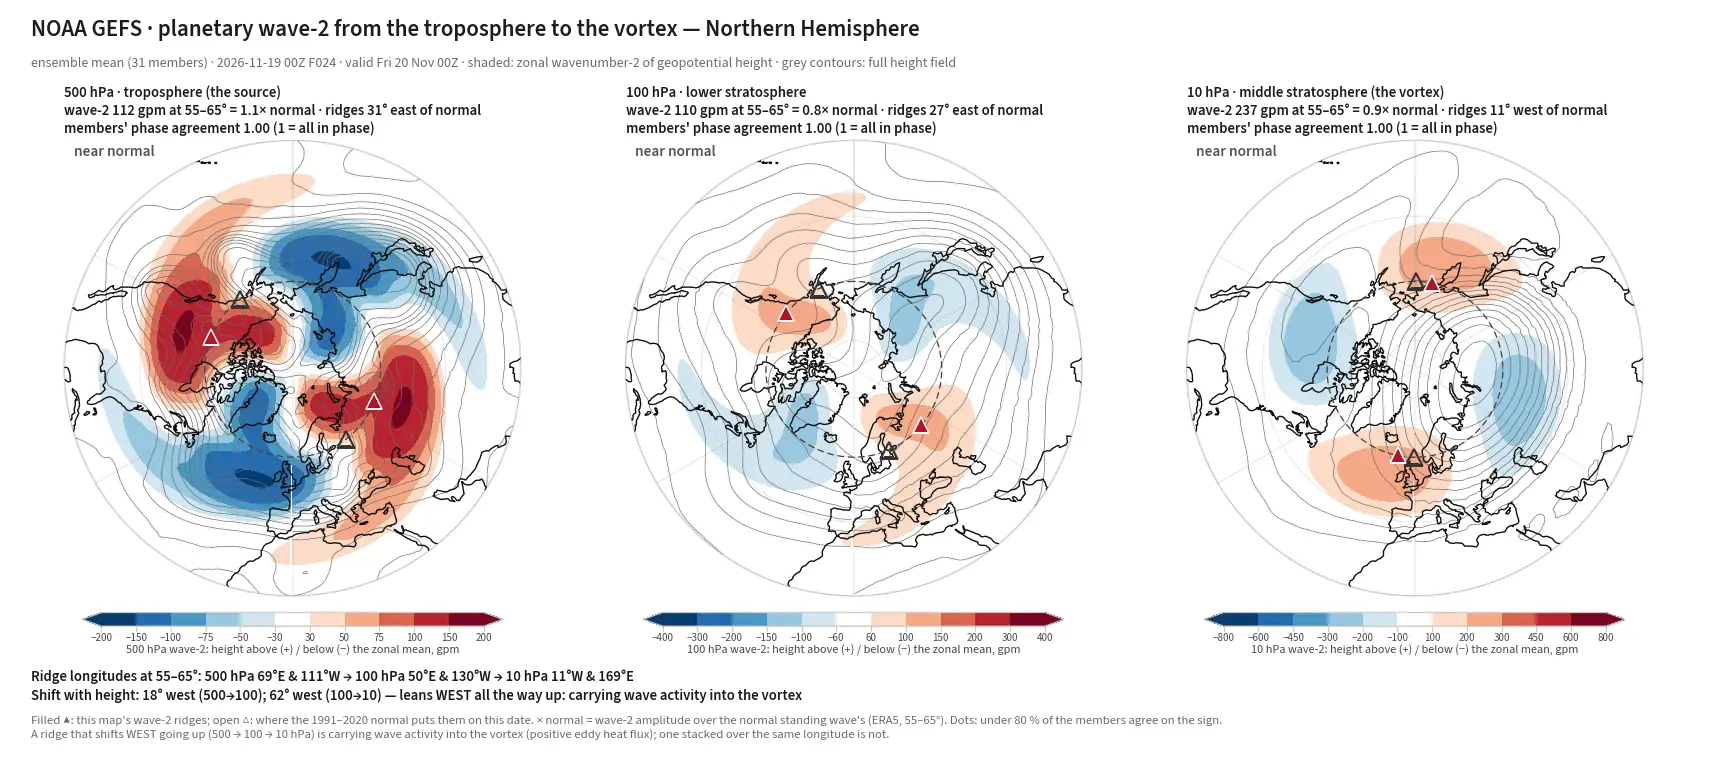 NOAA GEFS · planetary wave-2 from the troposphere to the vortex — Northern Hemisphere
ensemble mean (31 members) · 2026-11-19 00Z F024 · valid Fri 20 Nov 00Z · shaded: zonal wavenumber-2 of geopotential height · grey contours: full height field
500 hPa · troposphere (the source)
wave-2 112 gpm at 55–65° = 1.1× normal · ridges 31° east of normal
members' phase agreement 1.00 (1 = all in phase)
near normal
100 hPa · lower stratosphere
wave-2 110 gpm at 55–65° = 0.8× normal · ridges 27° east of normal
members' phase agreement 1.00 (1 = all in phase)
near normal
10 hPa · middle stratosphere (the vortex)
wave-2 237 gpm at 55–65° = 0.9× normal · ridges 11° west of normal
members' phase agreement 1.00 (1 = all in phase)
near normal
−200 −150 −100 −75 −50 −30 30 50 75 100 150 200
500 hPa wave-2: height above (+) / below (−) the zonal mean, gpm
−400 −300 −200 −150 −100 −60 60 100 150 200 300 400
100 hPa wave-2: height above (+) / below (−) the zonal mean, gpm
−800 −600 −450 −300 −200 −100 100 200 300 450 600 800
10 hPa wave-2: height above (+) / below (−) the zonal mean, gpm
Ridge longitudes at 55–65°: 500 hPa 69°E & 111°W → 100 hPa 50°E & 130°W → 10 hPa 11°W & 169°E
Shift with height: 18° west (500→100); 62° west (100→10) — leans WEST all the way up: carrying wave activity into the vortex
Filled ▲: this map's wave-2 ridges; open △: where the 1991–2020 normal puts them on this date. × normal = wave-2 amplitude over the normal standing wave's (ERA5, 55–65°). Dots: under 80 % of the members agree on the sign.
A ridge that shifts WEST going up (500 → 100 → 10 hPa) is carrying wave activity into the vortex (positive eddy heat flux); one stacked over the same longitude is not.